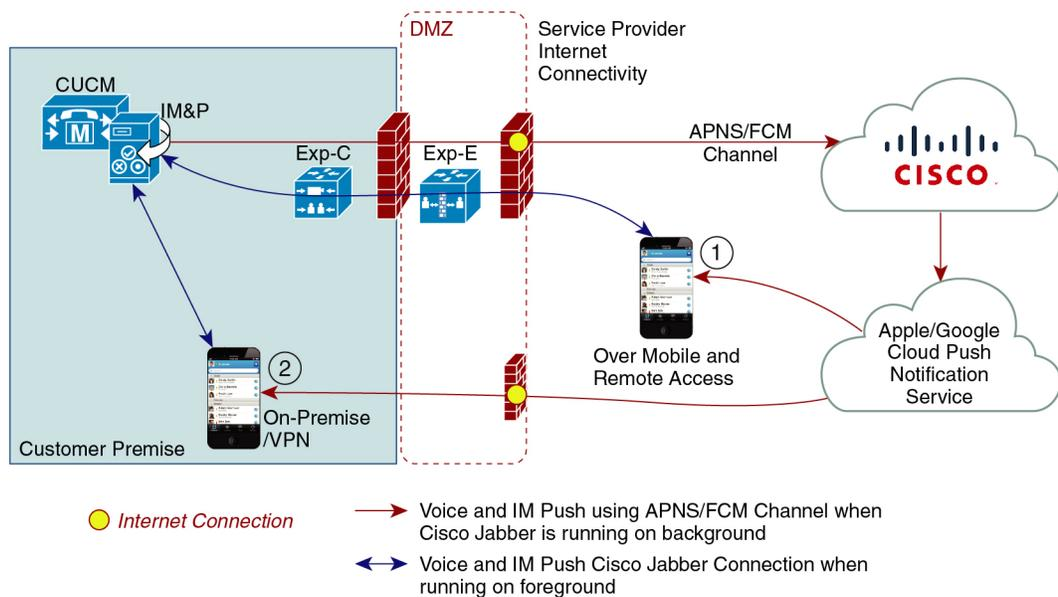 DMZ
Service Provider
Internet
Connectivity
CUCM
IM&P
M
Exp-C
Exp-E
APNS/FCM
Channel
CISCO
1
Over Mobile and
Remote Access
Apple/Google
Cloud Push
Notification
Service
2
On-Premise
/VPN
Customer Premise
Internet Connection
Voice and IM Push using APNS/FCM Channel when
Cisco Jabber is running on background
Voice and IM Push Cisco Jabber Connection when
running on foreground